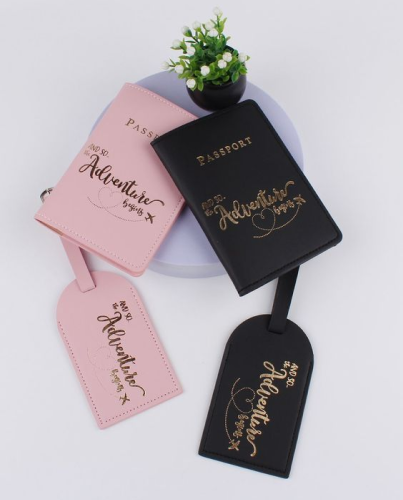 PASSPORT
AND SO,
the
Adventure
begins
PASSPORT
AND SO,
the
Adventure
begins
AND SO,
the
Adventure
begins
AND SO,
the
Adventure
begins